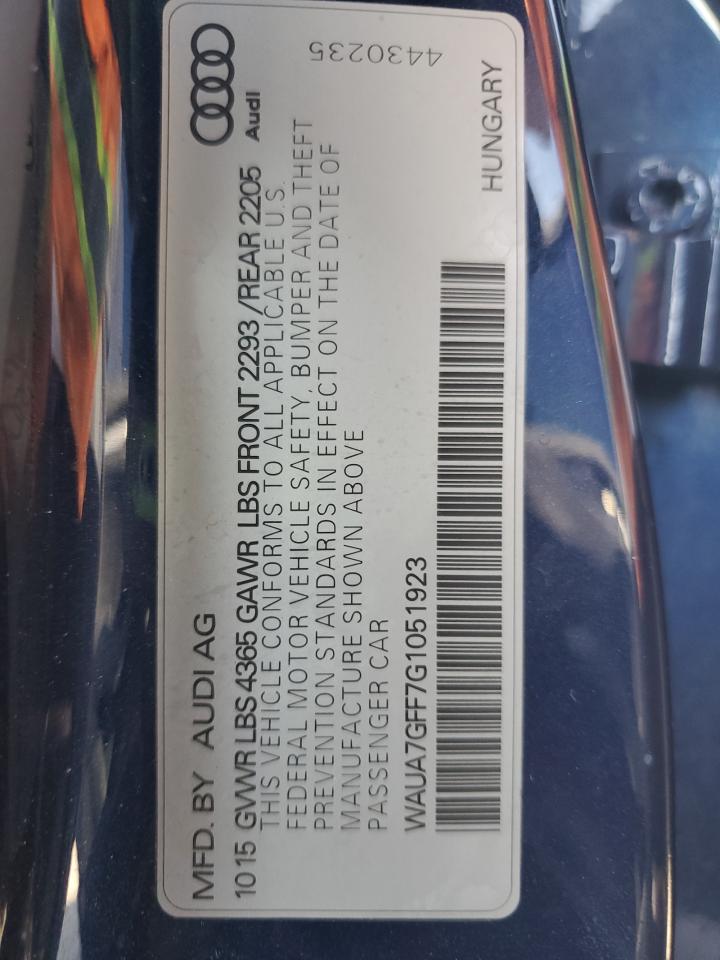 MFD. BY AUDI AG
Audi
10 15 GVWR LBS 4365 GAWR LBS FRONT 2293 /REAR 2205
THIS VEHICLE CONFORMS TO ALL APPLICABLE U.S.
FEDERAL MOTOR VEHICLE SAFETY, BUMPER AND THEFT
PREVENTION STANDARDS IN EFFECT ON THE DATE OF
MANUFACTURE SHOWN ABOVE
PASSENGER CAR
4430235
WAUA7GFF7G1051923
HUNGARY